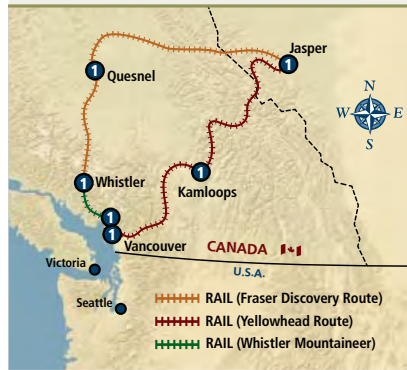 Jasper
1
1
Quesnel
N
W E
S
1
Whistler
1
Kamloops
1
1
Vancouver
CANADA
Victoria
U.S.A.
Seattle
RAIL (Fraser Discovery Route)
RAIL (Yellowhead Route)
RAIL (Whistler Mountaineer)